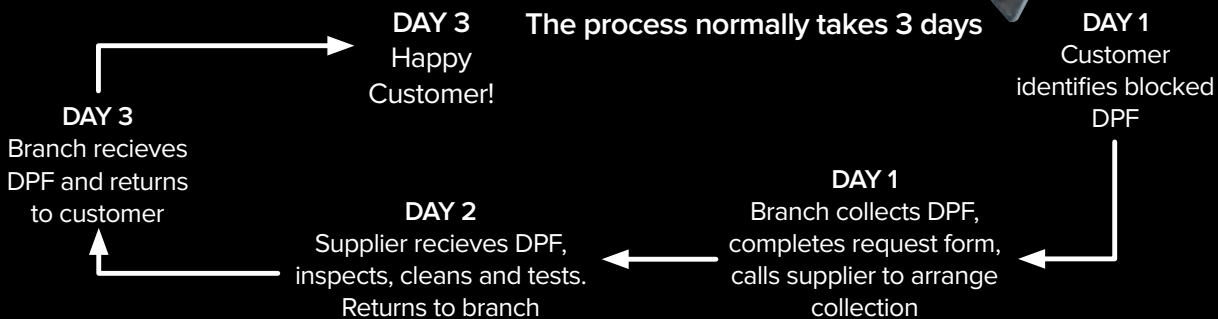 The process normally takes 3 days
DAY 1
Customer
identifies blocked
DPF
DAY 1
Branch collects DPF,
completes request form,
calls supplier to arrange
collection
DAY 2
Supplier recieves DPF,
inspects, cleans and tests.
Returns to branch
DAY 3
Branch recieves
DPF and returns
to customer
DAY 3
Happy
Customer!